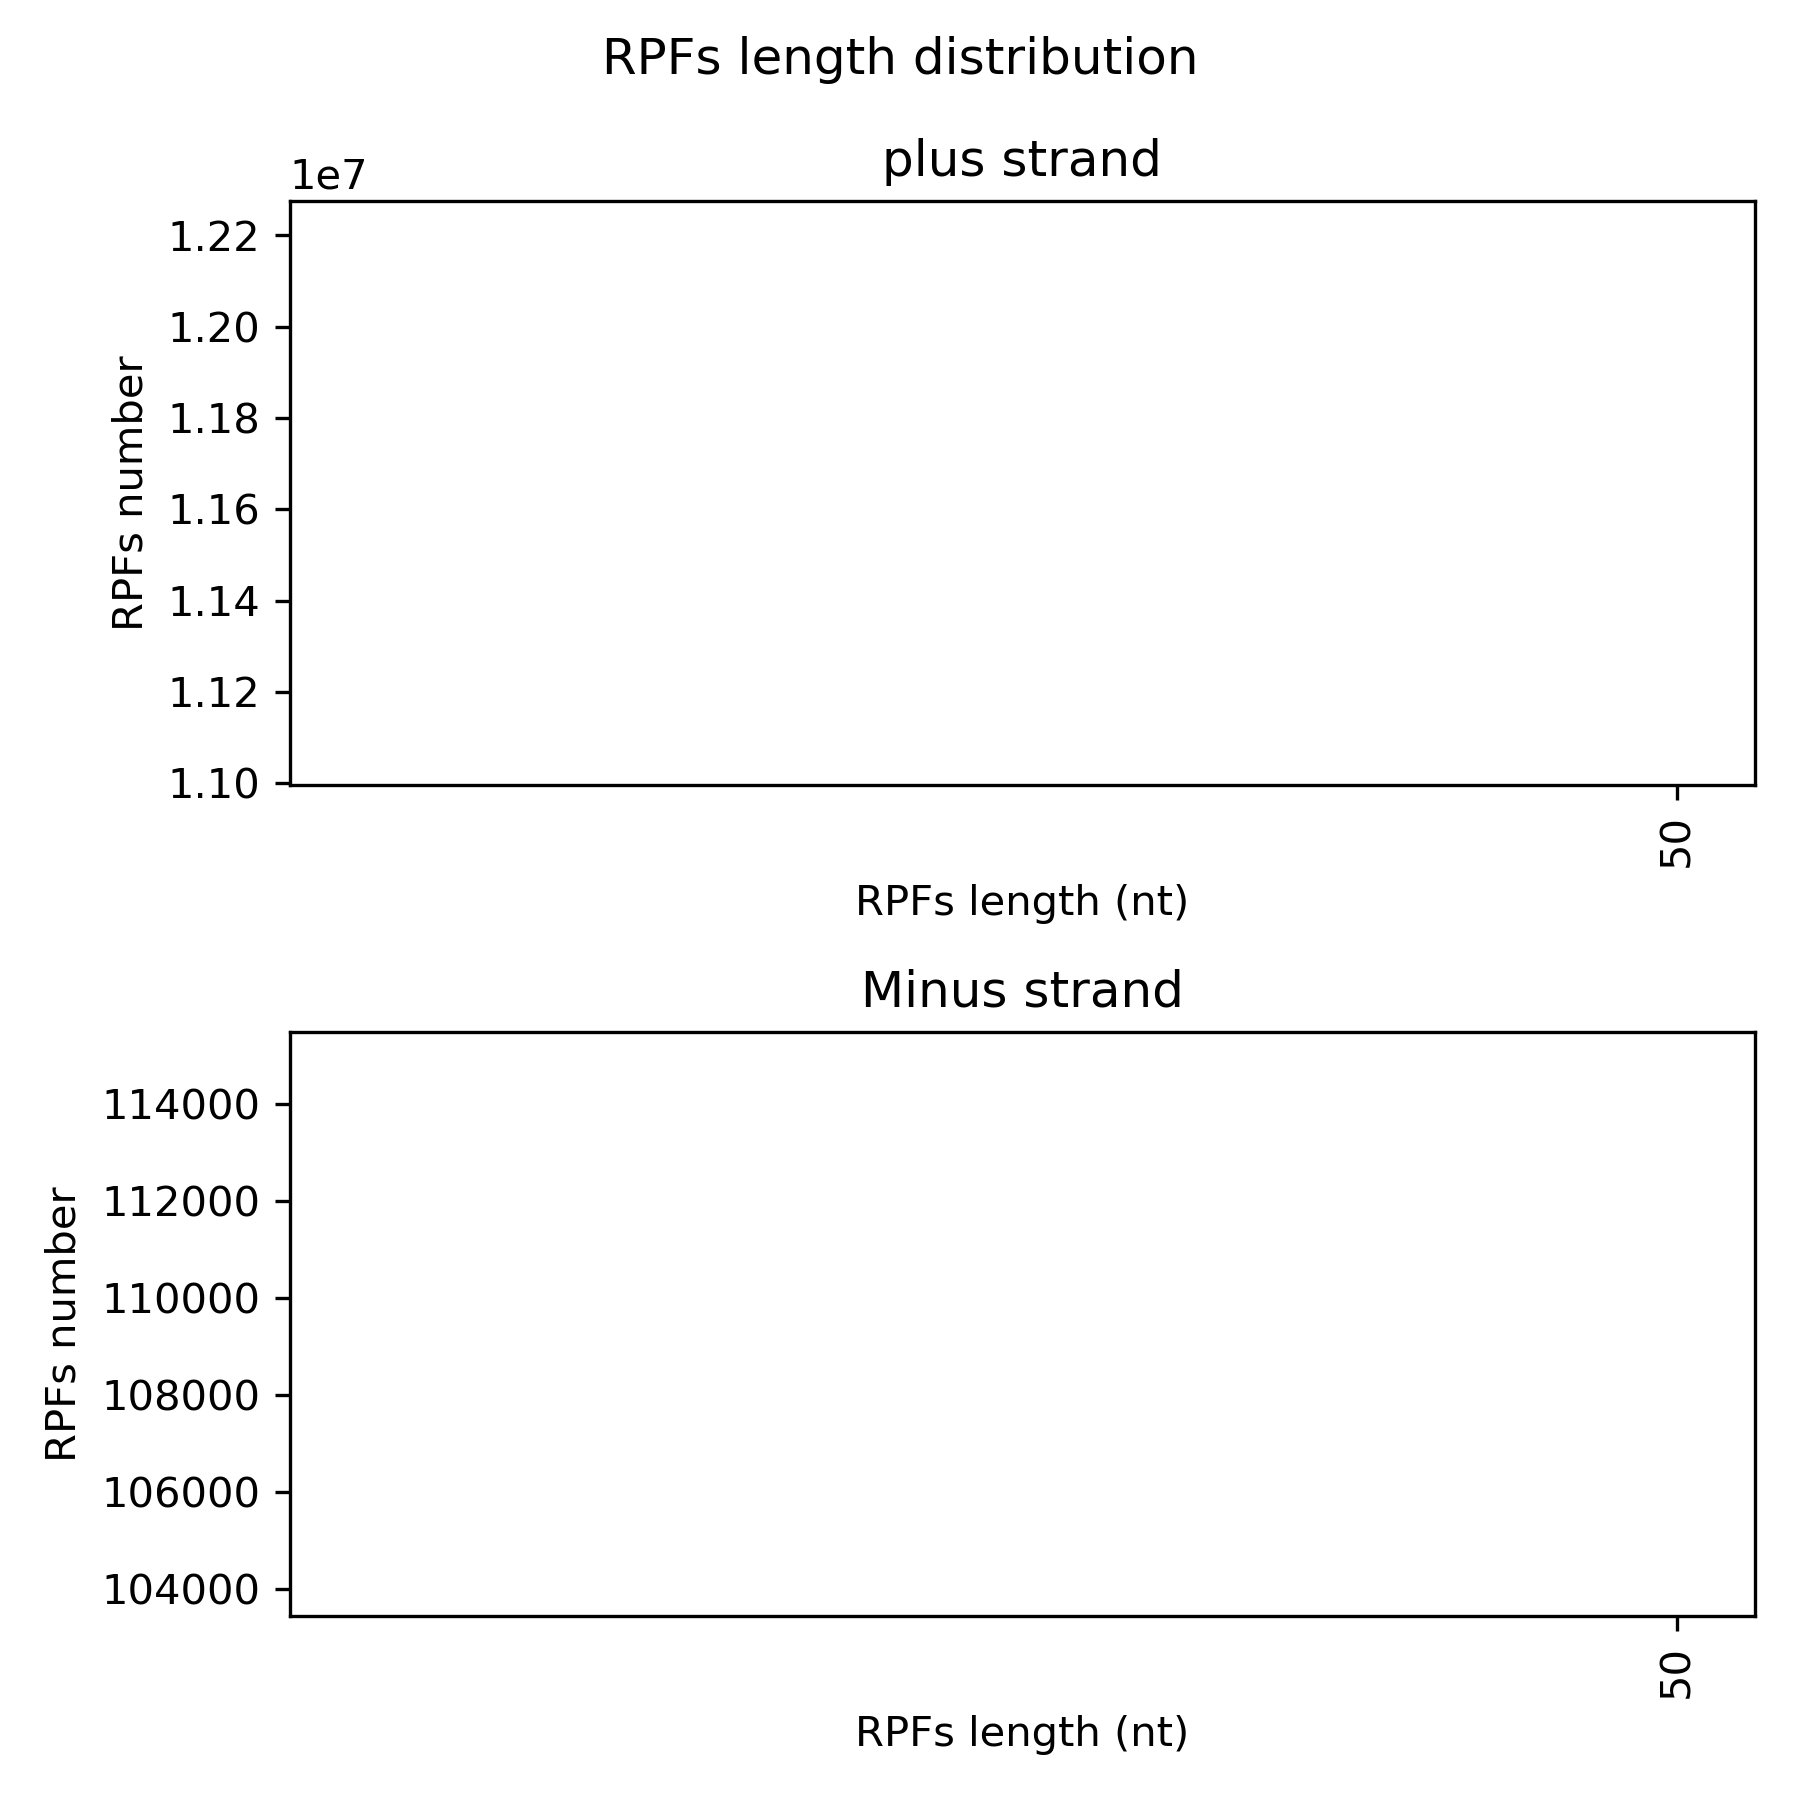 RPFs length distribution
plus strand
1e7
1.22
1.20
1.18
1.16
1.14
1.12
1.10
RPFs number
50
RPFs length (nt)
Minus strand
114000
112000
110000
108000
106000
104000
RPFs number
50
RPFs length (nt)